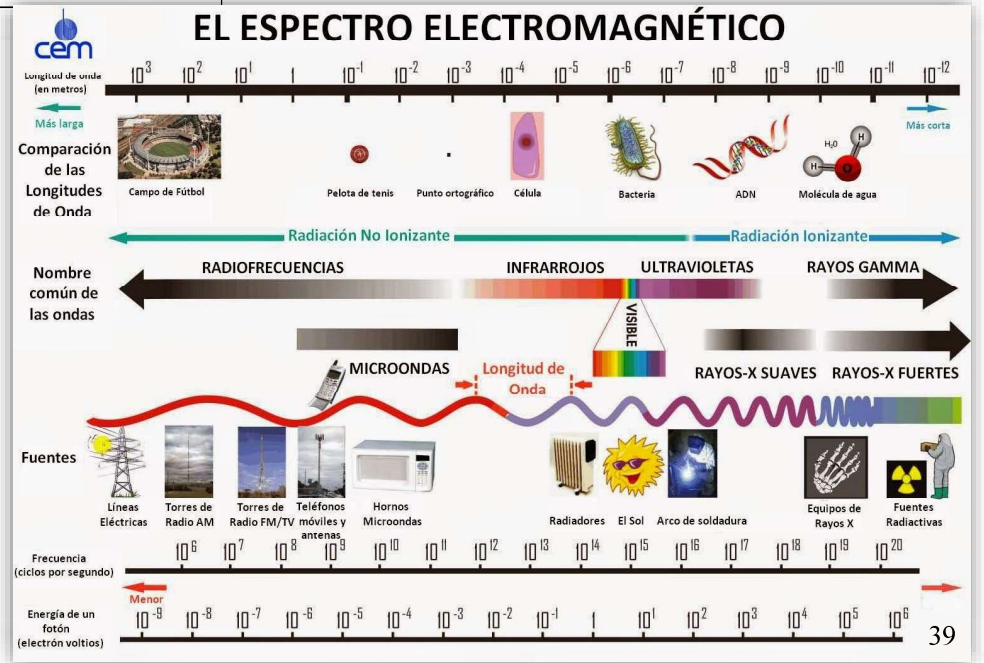 EL ESPECTRO ELECTROMAGNÉTICO
cem
Longitud de onda
(en metros)
10³ 10² 10¹ 1 10⁻¹ 10⁻² 10⁻³ 10⁻⁴ 10⁻⁵ 10⁻⁶ 10⁻⁷ 10⁻⁸ 10⁻⁹ 10⁻¹⁰ 10⁻¹¹ 10⁻¹²
Más larga
Más corta
Comparación
de las
Longitudes
de Onda
Campo de Fútbol
Pelota de tenis
Punto ortográfico
Célula
Bacteria
ADN
H₂O
H
H
O
Molécula de agua
Radiación No Ionizante
Radiación Ionizante
Nombre
común de
las ondas
RADIOFRECUENCIAS
INFRARROJOS
ULTRAVIOLETAS
RAYOS GAMMA
VISIBLE
MICROONDAS
Longitud de
Onda
RAYOS-X SUAVES
RAYOS-X FUERTES
Fuentes
Líneas
Eléctricas
Torres de
Radio AM
Torres de
Radio FM/TV
Teléfonos
móviles y
antenas
Hornos
Microondas
Radiadores
El Sol
Arco de soldadura
Equipos de
Rayos X
Fuentes
Radiactivas
Frecuencia
(ciclos por segundo)
10⁶ 10⁷ 10⁸ 10⁹ 10¹⁰ 10¹¹ 10¹² 10¹³ 10¹⁴ 10¹⁵ 10¹⁶ 10¹⁷ 10¹⁸ 10¹⁹ 10²⁰
Menor
Energía de un
fotón
(electrón voltios)
10⁻⁹ 10⁻⁸ 10⁻⁷ 10⁻⁶ 10⁻⁵ 10⁻⁴ 10⁻³ 10⁻² 10⁻¹ 1 10¹ 10² 10³ 10⁴ 10⁵ 10⁶
39